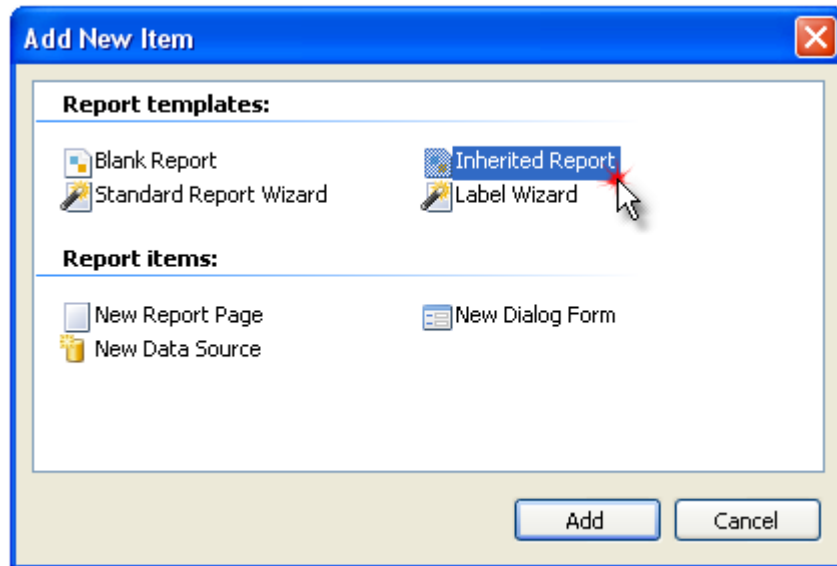 Add New Item
Report templates:
Blank Report
Inherited Report
Standard Report Wizard
Label Wizard
Report items:
New Report Page
New Dialog Form
New Data Source
Add
Cancel